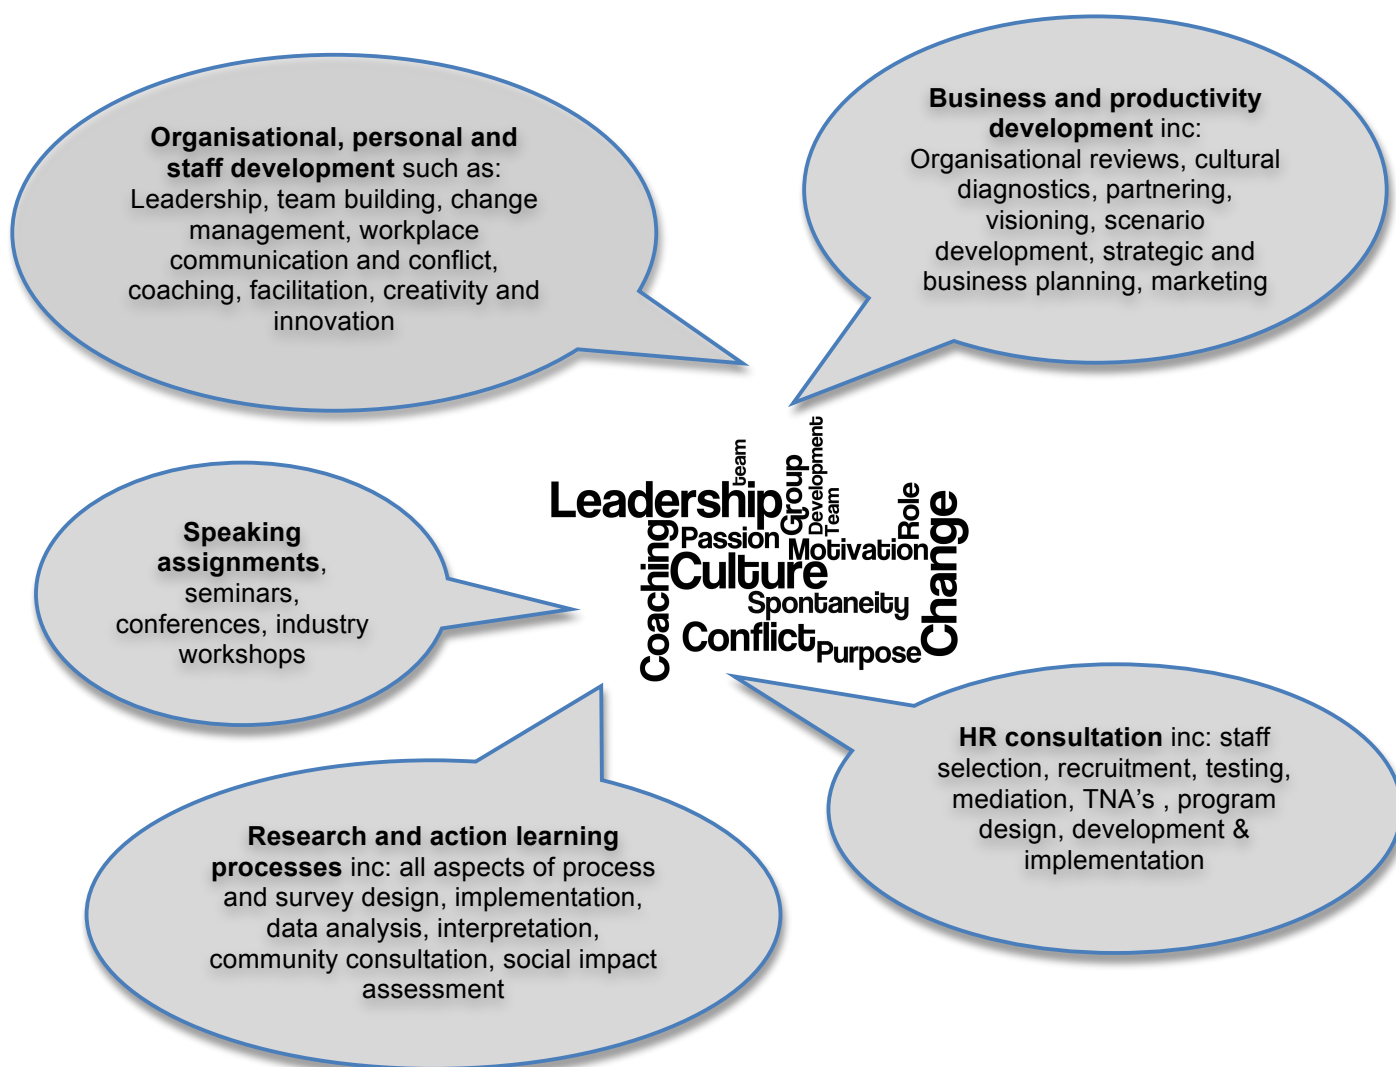 Organisational, personal and
staff development such as:
Leadership, team building, change
management, workplace
communication and conflict,
coaching, facilitation, creativity and
innovation
Business and productivity
development inc:
Organisational reviews, cultural
diagnostics, partnering,
visioning, scenario
development, strategic and
business planning, marketing
Speaking
assignments,
seminars,
conferences, industry
workshops
team
Group
Development
Team
Leadership
Role
Change
Passion
Motivation
Coaching
Culture
Spontaneity
Conflict
Purpose
Research and action learning
processes inc: all aspects of process
and survey design, implementation,
data analysis, interpretation,
community consultation, social impact
assessment
HR consultation inc: staff
selection, recruitment, testing,
mediation, TNA’s , program
design, development &
implementation